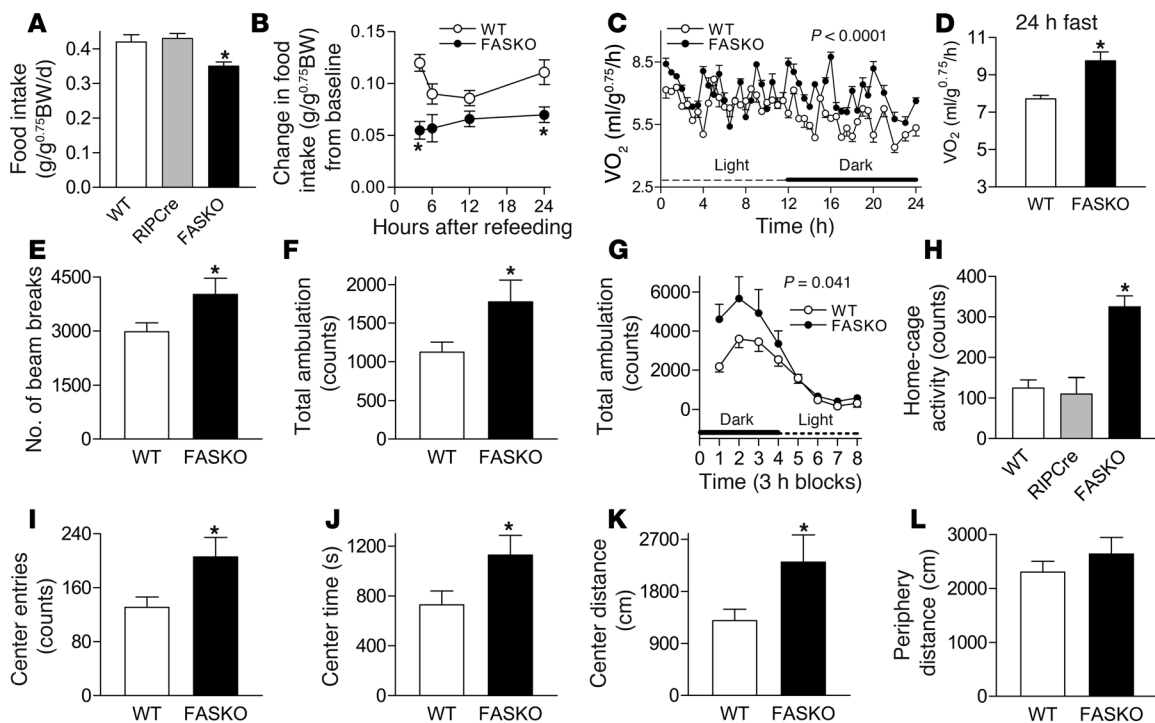 A
Food intake
(g/g0.75BW/d)
0.4
0.3
0.2
0.1
0.0
*
WT
RIPCre
FASKO
B
WT
FASKO
Change in food
intake (g/g0.75BW)
from baseline
0.15
0.10
0.05
0.00
*
*
0
6
12
18
24
Hours after refeeding
C
WT
FASKO
P < 0.0001
VO2 (ml/g0.75/h)
8.5
5.5
2.5
Light
Dark
0
4
8
12
16
20
24
Time (h)
D
24 h fast
VO2 (ml/g0.75/h)
11
9
7
5
3
*
WT
FASKO
E
No. of beam breaks
4500
3000
1500
0
*
WT
FASKO
F
Total ambulation
(counts)
2000
1500
1000
500
0
*
WT
FASKO
G
P = 0.041
WT
FASKO
Total ambulation
(counts)
6000
4000
2000
0
Dark
Light
0
1
2
3
4
5
6
7
8
Time (3 h blocks)
H
Home-cage
activity (counts)
400
300
200
100
0
*
WT
RIPCre
FASKO
I
Center entries
(counts)
240
180
120
60
0
*
WT
FASKO
J
Center time (s)
1200
800
400
0
*
WT
FASKO
K
Center distance
(cm)
2700
1800
900
0
*
WT
FASKO
L
Periphery
distance (cm)
3000
2000
1000
0
WT
FASKO